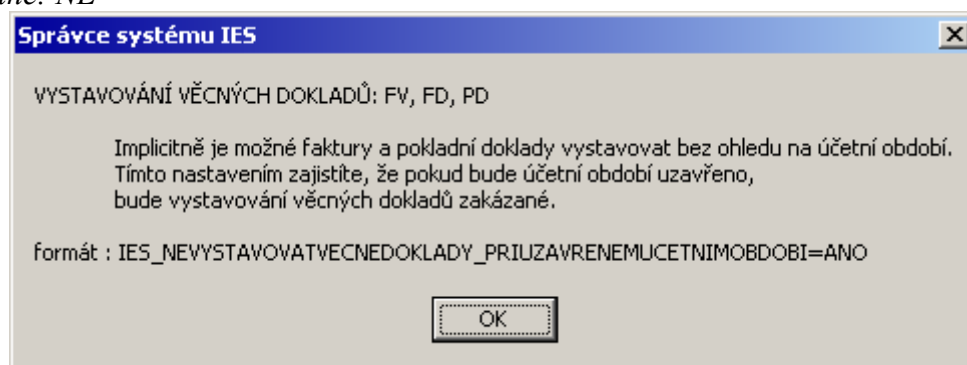 Správce systému IES
VYSTAVOVÁNÍ VĚCNÝCH DOKLADŮ: FV, FD, PD
Implicitně je možné faktury a pokladní doklady vystavovat bez ohledu na účetní období.
Tímto nastavením zajistíte, že pokud bude účetní období uzavřeno,
bude vystavování věcných dokladů zakázané.
formát : IES_NEVYSTAVOVATVECNEDOKLADY_PRIUZAVRENEMUCETNIMOBDOBI=ANO
OK